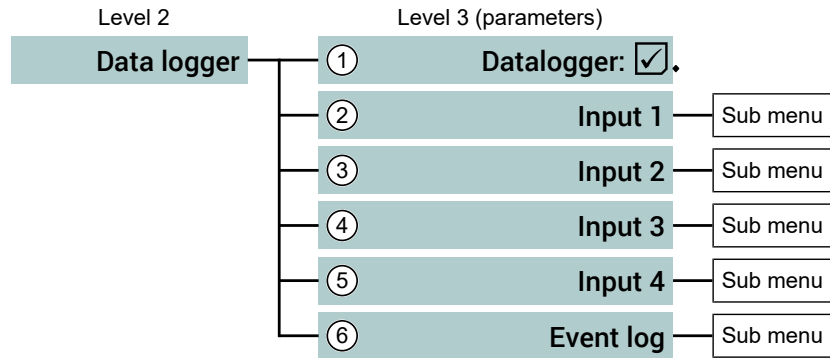 Level 2 Level 3 (parameters)
Data logger ① Datalogger: ☑.
② Input 1 Sub menu
③ Input 2 Sub menu
④ Input 3 Sub menu
⑤ Input 4 Sub menu
⑥ Event log Sub menu